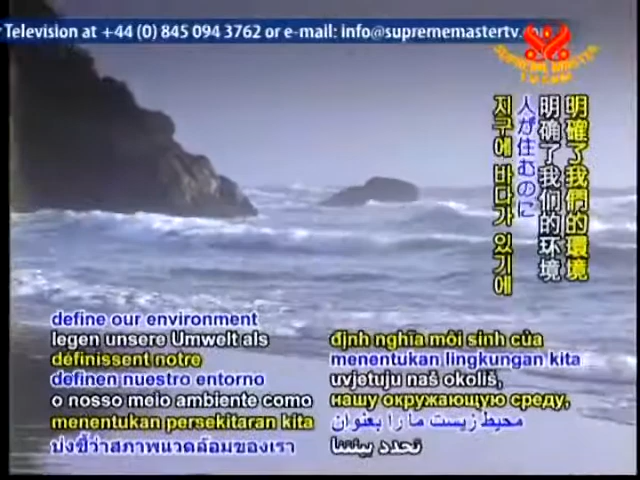 Television at +44 (0) 845 094 3762 or e-mail: info@suprememastertv.com
SUPREME MASTER
明確了我們的環境
明确了我们的环境
人が住むのに
지구에 바다가 있기에
define our environment
legen unsere Umwelt als
définissent notre
definen nuestro entorno
o nosso meio ambiente como
menentukan persekitaran kita
บ่งชี้ว่าสภาพแวดล้อมของเรา
định nghĩa môi sinh của
menentukan lingkungan kita
uvjetuju naš okoliš,
нашу окружающую среду,
محیط زیست ما را بعنوان
تحدد بيئتنا